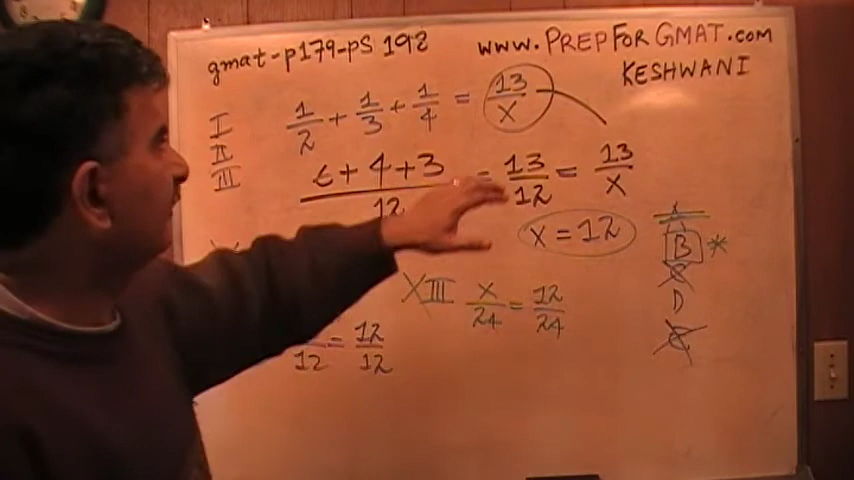 gmat-p179-PS 192
www.PREPFORGMAT.com
KESHWANI
I
II
III
1/2 + 1/3 + 1/4 = 13/X
6+4+3 / 12 = 13/12 = 13/X
X = 12
A
B *
C
D
E
XIII X/24 = 12/24
12 = 12/12